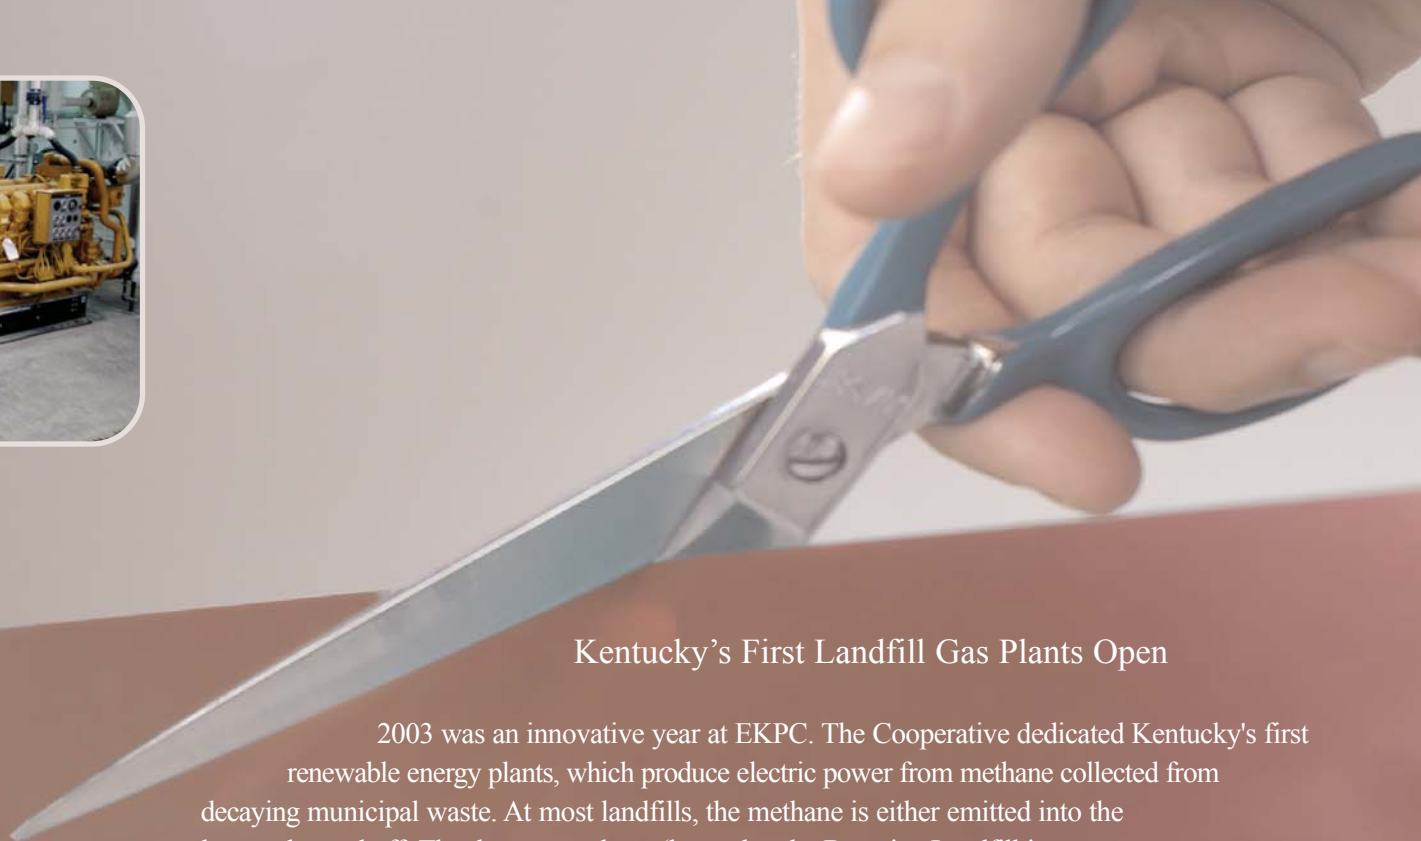 Kentucky’s First Landfill Gas Plants Open
2003 was an innovative year at EKPC. The Cooperative dedicated Kentucky's first
renewable energy plants, which produce electric power from methane collected from
decaying municipal waste. At most landfills, the methane is either emitted into the